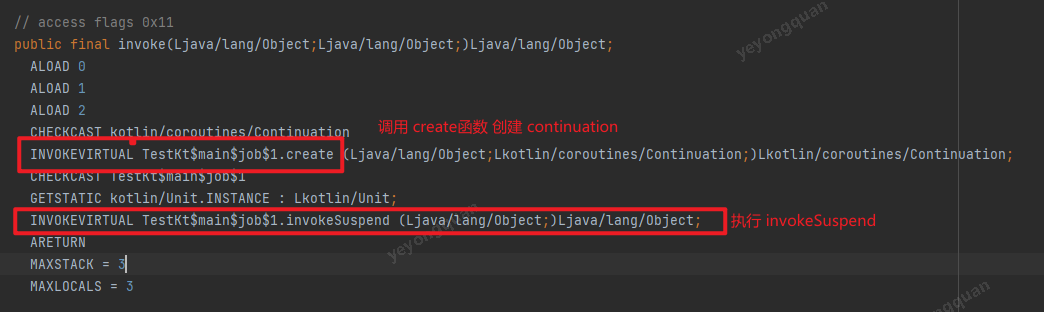 // access flags 0x11
public final invoke(Ljava/lang/Object;Ljava/lang/Object;)Ljava/lang/Object;
ALOAD 0
ALOAD 1
ALOAD 2
CHECKCAST kotlin/coroutines/Continuation
调用 create函数 创建 continuation
INVOKEVIRTUAL TestKt$main$job$1.create (Ljava/lang/Object;Lkotlin/coroutines/Continuation;)Lkotlin/coroutines/Continuation;
CHECKCAST TestKt$main$job$1
GETSTATIC kotlin/Unit.INSTANCE : Lkotlin/Unit;
INVOKEVIRTUAL TestKt$main$job$1.invokeSuspend (Ljava/lang/Object;)Ljava/lang/Object;
执行 invokeSuspend
ARETURN
MAXSTACK = 3
MAXLOCALS = 3
yeyongquan
yeyongquan
yeyongquan